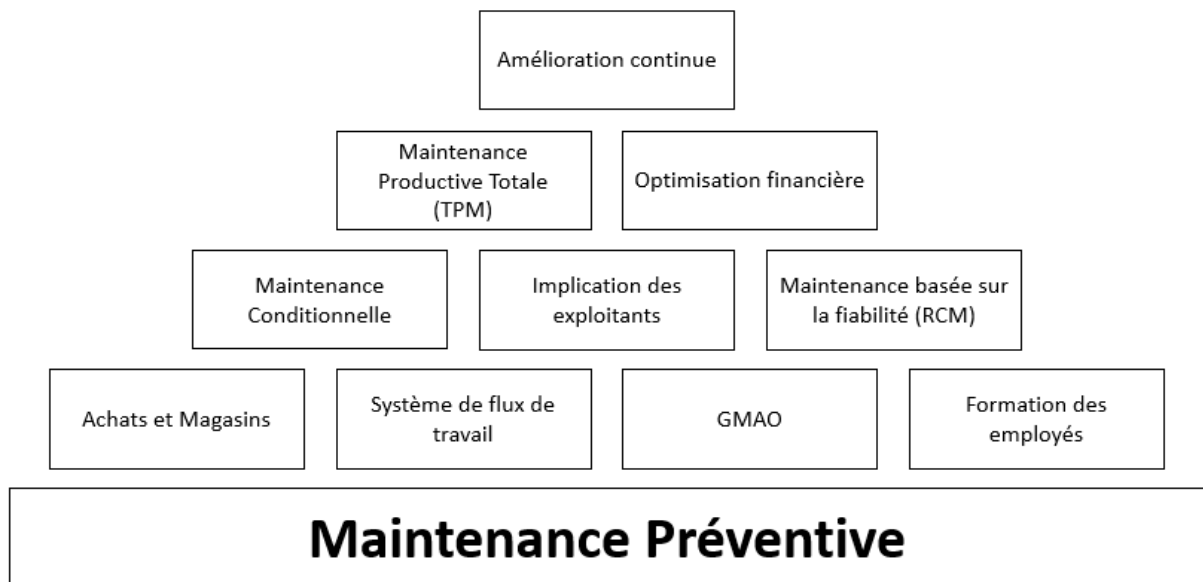 Amélioration continue
Maintenance
Productive Totale
(TPM)
Optimisation financière
Maintenance
Conditionnelle
Implication des
exploitants
Maintenance basée sur
la fiabilité (RCM)
Achats et Magasins
Système de flux de
travail
GMAO
Formation des
employés
Maintenance Préventive